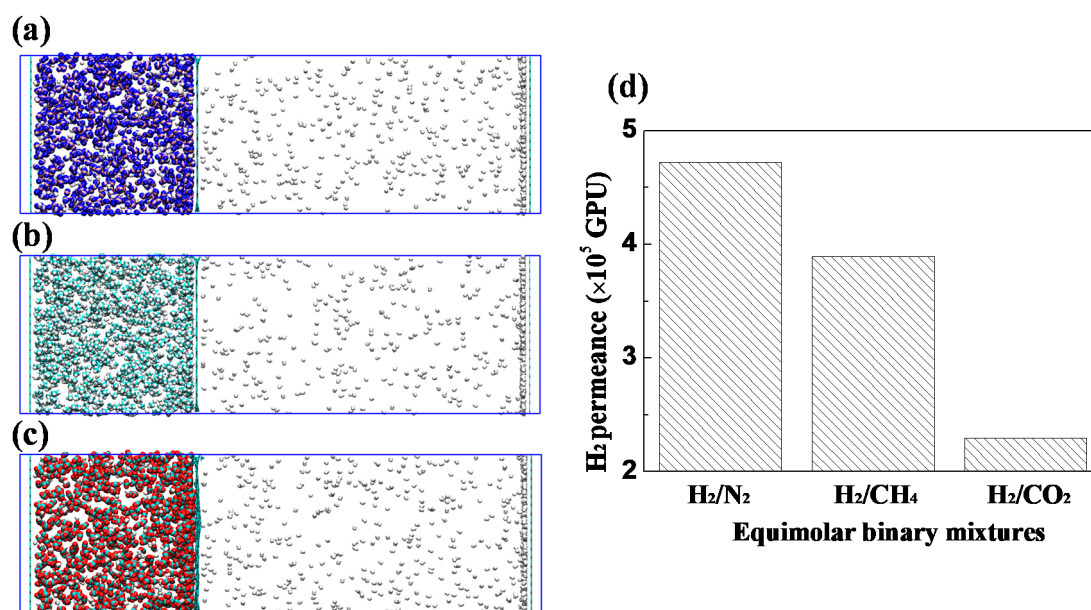 (a)
(b)
(c)
(d)
H₂ permeance (×10⁵ GPU)
5
4
3
2
H₂/N₂ H₂/CH₄ H₂/CO₂
Equimolar binary mixtures